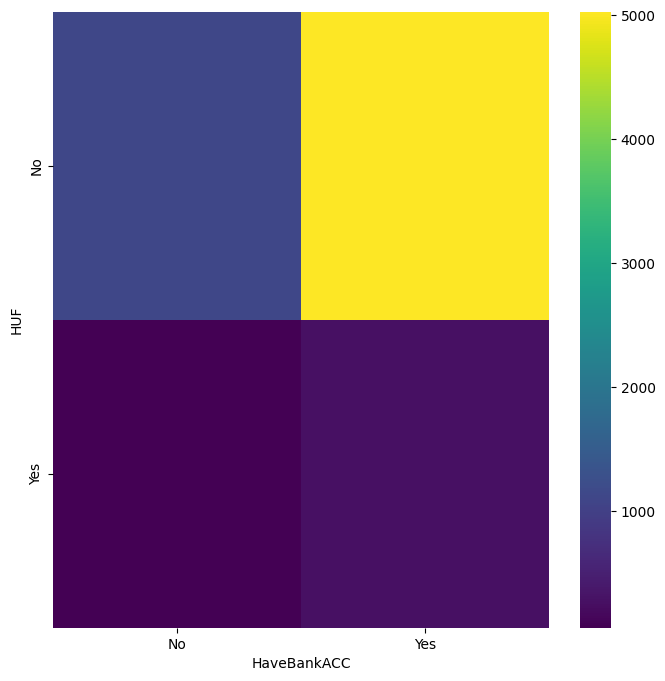 No
Yes
HUF
No
Yes
HaveBankACC
5000
4000
3000
2000
1000